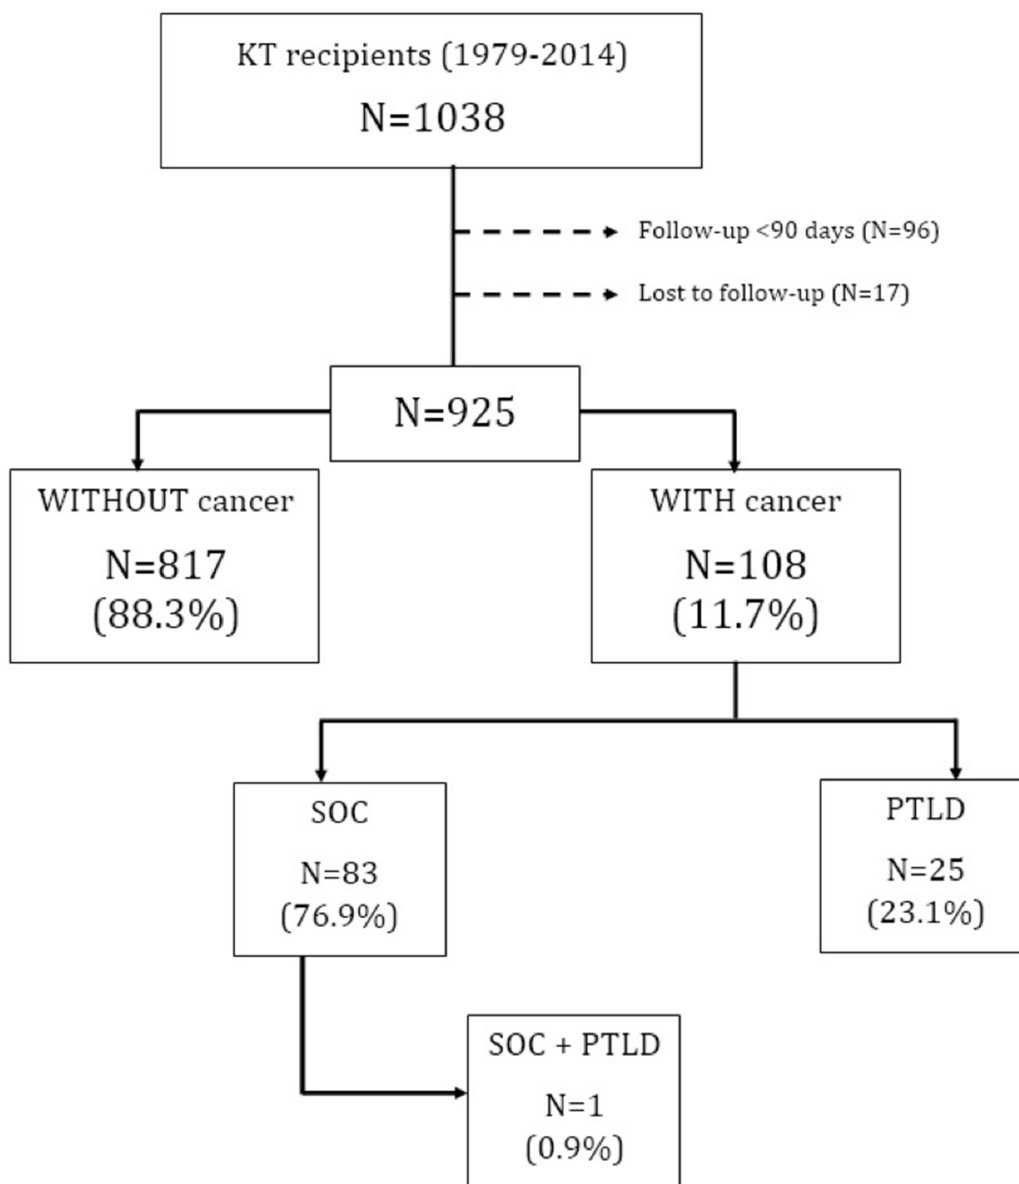 KT recipients (1979-2014)
N=1038
Follow-up <90 days (N=96)
Lost to follow-up (N=17)
N=925
WITHOUT cancer
N=817
(88.3%)
WITH cancer
N=108
(11.7%)
SOC
N=83
(76.9%)
PTLD
N=25
(23.1%)
SOC + PTLD
N=1
(0.9%)